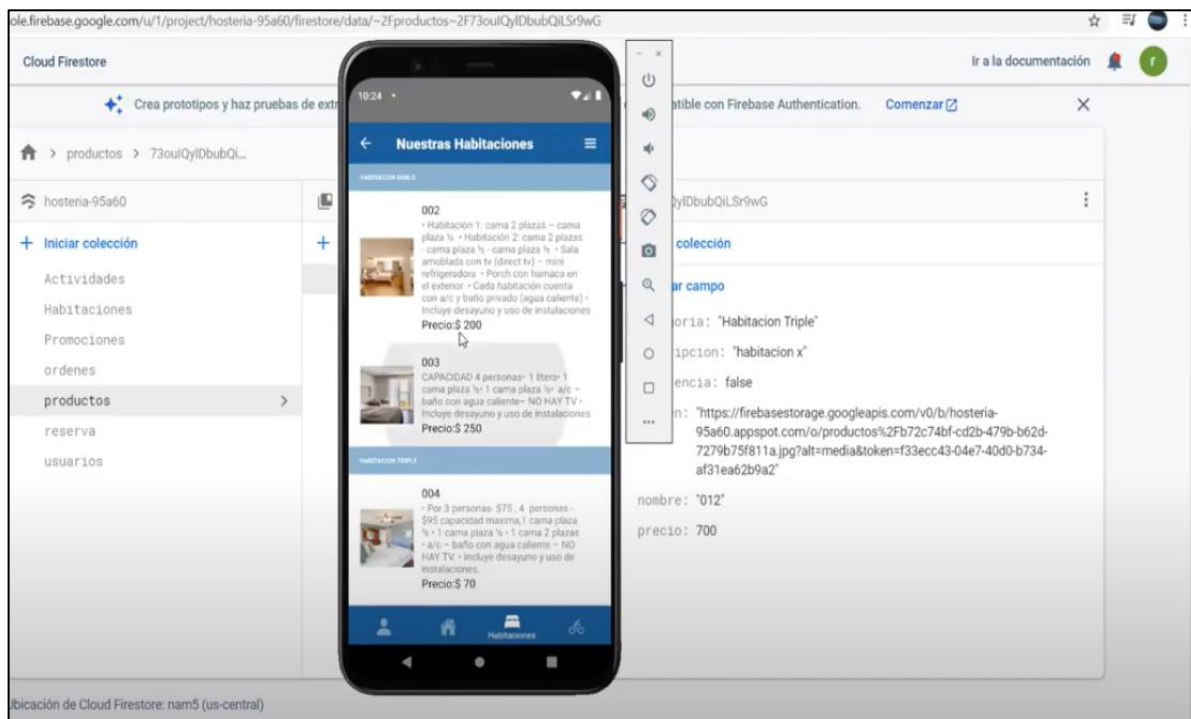 ole.firebase.google.com/u/1/project/hosteria-95a60/firestore/data/~2Fproductos~2F73ouIQylDbubQiLSr9wG
Cloud Firestore
Ir a la documentación
r
Crea prototipos y haz pruebas de extr
atible con Firebase Authentication.
Comenzar
productos > 73ouIQylDbubQi...
hosteria-95a60
QylDbubQiLSr9wG
+ Iniciar colección
+
colección
Actividades
Habitaciones
Promociones
ordenes
productos
reserva
usuarios
10:24
Nuestras Habitaciones
HABITACION DOBLE
002
• Habitación 1: cama 2 plazas – cama
plaza ½ • Habitación 2: cama 2 plazas
- cama plaza ½ - cama plaza ½ • Sala
amoblada con tv (direct tv) – mini
refrigeradora • Porch con hamaca en
el exterior • Cada habitación cuenta
con a/c y baño privado (agua caliente) •
Incluye desayuno y uso de instalaciones
Precio:$ 200
003
CAPACIDAD 4 personas• 1 litera• 1
cama plaza ½• 1 cama plaza ½• a/c –
baño con agua caliente– NO HAY TV •
Incluye desayuno y uso de instalaciones
Precio:$ 250
HABITACION TRIPLE
004
• Por 3 personas- $75 , 4 personas -
$95 capacidad maxima,1 cama plaza
½ • 1 cama plaza ½ • 1 cama 2 plazas
• a/c – baño con agua caliente – NO
HAY TV. • Incluye desayuno y uso de
instalaciones.
Precio:$ 70
Habitaciones
ar campo
oria: "Habitacion Triple"
ipcion: "habitacion x"
encia: false
n: "https://firebasestorage.googleapis.com/v0/b/hosteria-
95a60.appspot.com/o/productos%2Fb72c74bf-cd2b-479b-b62d-
7279b75f811a.jpg?alt=media&token=f33ecc43-04e7-40d0-b734-
af31ea62b9a2"
nombre: "012"
precio: 700
Ubicación de Cloud Firestore: nam5 (us-central)